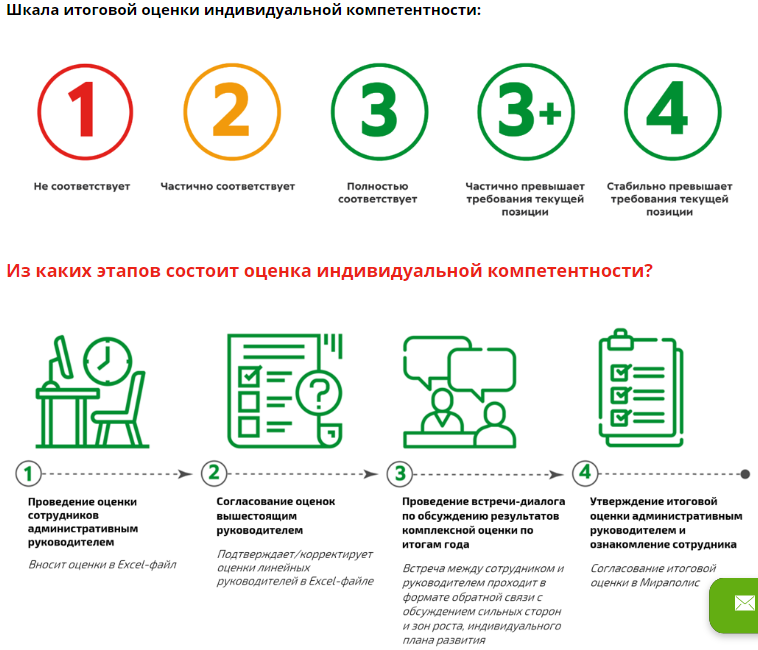 Шкала итоговой оценки индивидуальной компетентности:
1
2
3
3+
4
Не соответствует
Частично соответствует
Полностью
соответствует
Частично превышает
требования текущей
позиции
Стабильно превышает
требования текущей
позиции
Из каких этапов состоит оценка индивидуальной компетентности?
?
1
Проведение оценки
сотрудников
административным
руководителем
Вносит оценки в Excel-файл
2
Согласование оценок
вышестоящим
руководителем
Подтверждает/корректирует
оценки линейных
руководителей в Excel-файле
3
Проведение встречи-диалога
по обсуждению результатов
комплексной оценки по
итогам года
Встреча между сотрудником и
руководителем проходит в
формате обратной связи с
обсуждением сильных сторон
и зон роста, индивидуального
плана развития
4
Утверждение итоговой
оценки административным
руководителем и
ознакомление сотрудника
Согласование итоговой
оценки в Мираполис